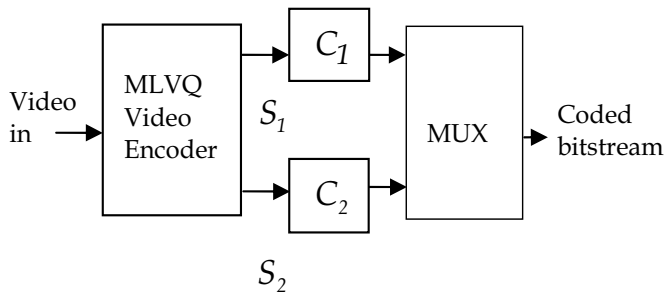 Video
in
MLVQ
Video
Encoder
S1
C1
C2
S2
MUX
Coded
bitstream